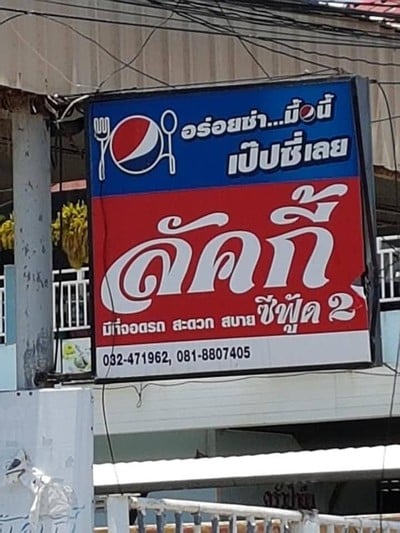 อร่อยซ่า...มื้อนี้
เป๊ปซี่เลย
ลัคกี้
มีที่จอดรถ สะดวก สบาย ซีฟู้ด 2
032-471962, 081-8807405